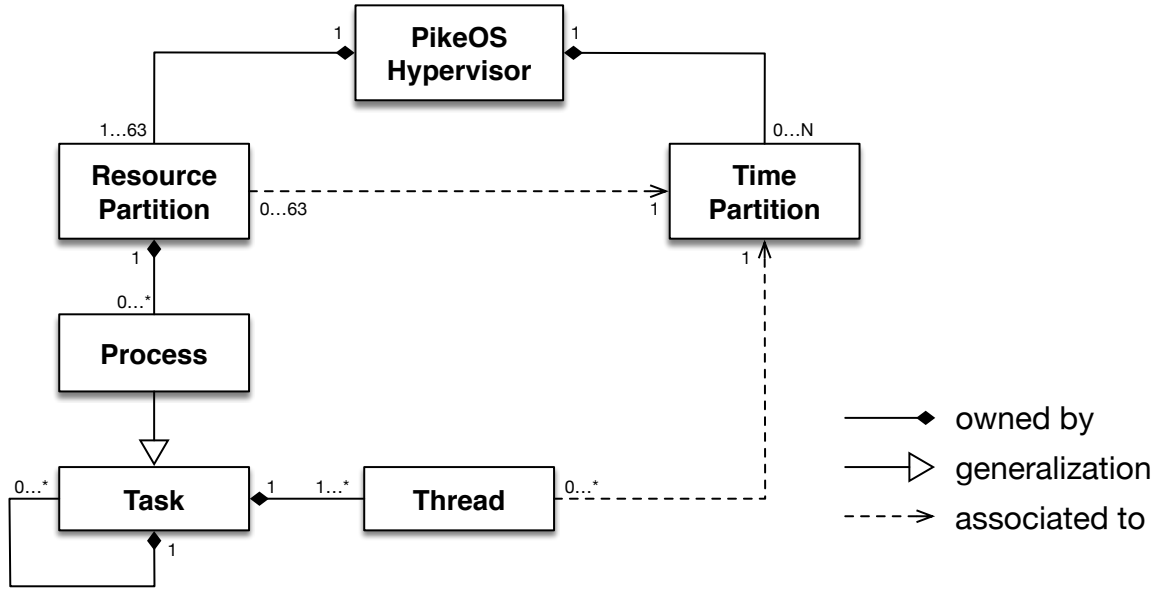 1
PikeOS
Hypervisor
1
1…63
0…N
Resource
Partition
Time
Partition
0…63
1
1
1
0…*
Process
0…*
Task
1
1…*
Thread
0…*
1
owned by
generalization
associated to